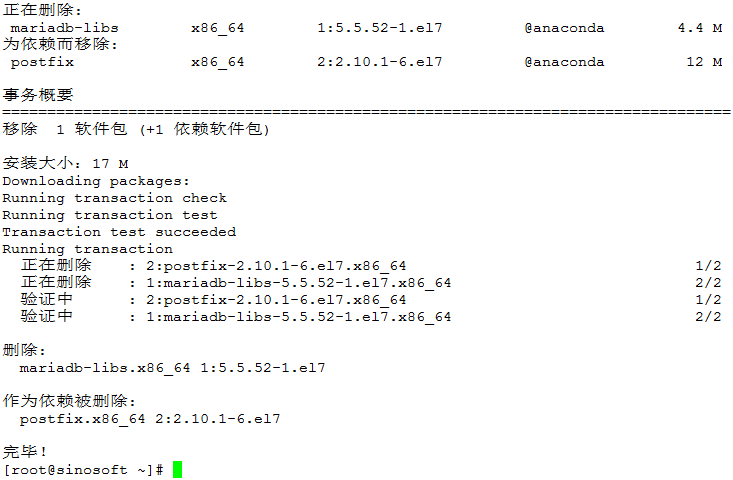 正在删除:
mariadb-libs x86_64 1:5.5.52-1.el7 @anaconda 4.4 M
为依赖而移除:
postfix x86_64 2:2.10.1-6.el7 @anaconda 12 M
事务概要
================================================================================
移除  1 软件包 (+1 依赖软件包)
安装大小：17 M
Downloading packages:
Running transaction check
Running transaction test
Transaction test succeeded
Running transaction
正在删除 : 2:postfix-2.10.1-6.el7.x86_64 1/2
正在删除 : 1:mariadb-libs-5.5.52-1.el7.x86_64 2/2
验证中 : 2:postfix-2.10.1-6.el7.x86_64 1/2
验证中 : 1:mariadb-libs-5.5.52-1.el7.x86_64 2/2
删除:
mariadb-libs.x86_64 1:5.5.52-1.el7
作为依赖被删除:
postfix.x86_64 2:2.10.1-6.el7
完毕！
[root@sinosoft ~]#